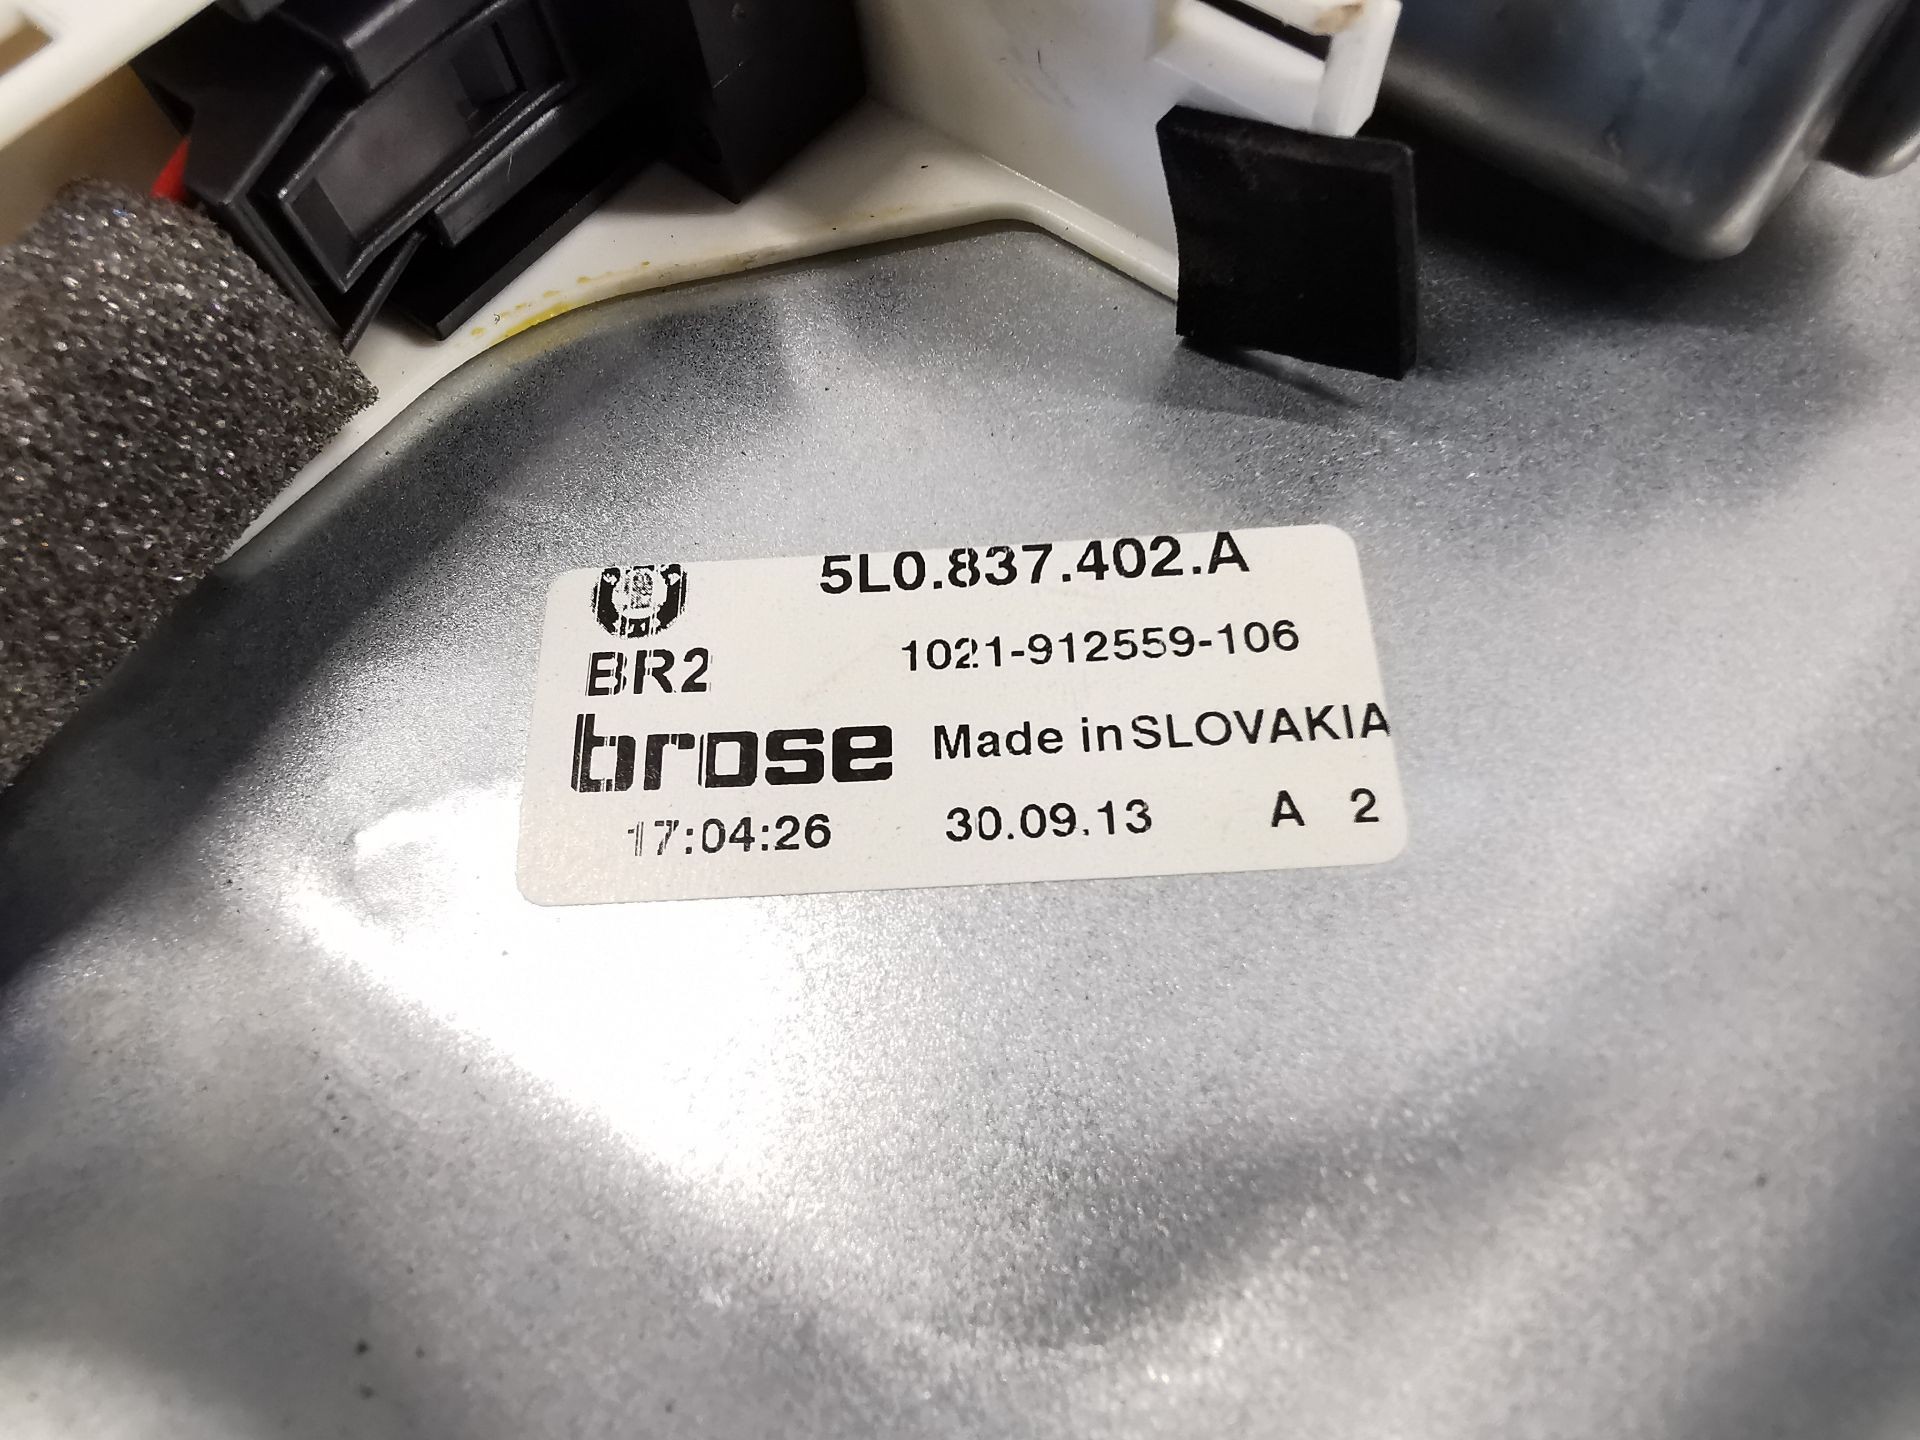 5L0.837.402.A
1021-912559-106
BR2
brose Made in SLOVAKIA
17:04:26 30.09.13 A 2